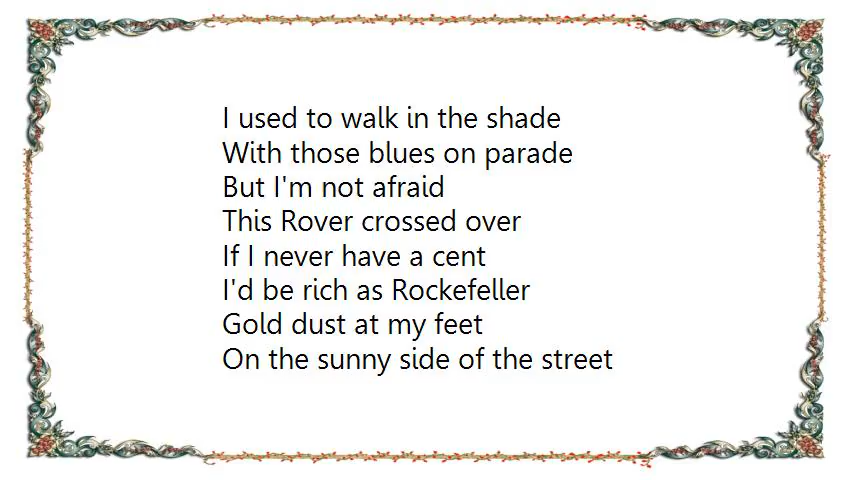 I used to walk in the shade
With those blues on parade
But I'm not afraid
This Rover crossed over
If I never have a cent
I'd be rich as Rockefeller
Gold dust at my feet
On the sunny side of the street